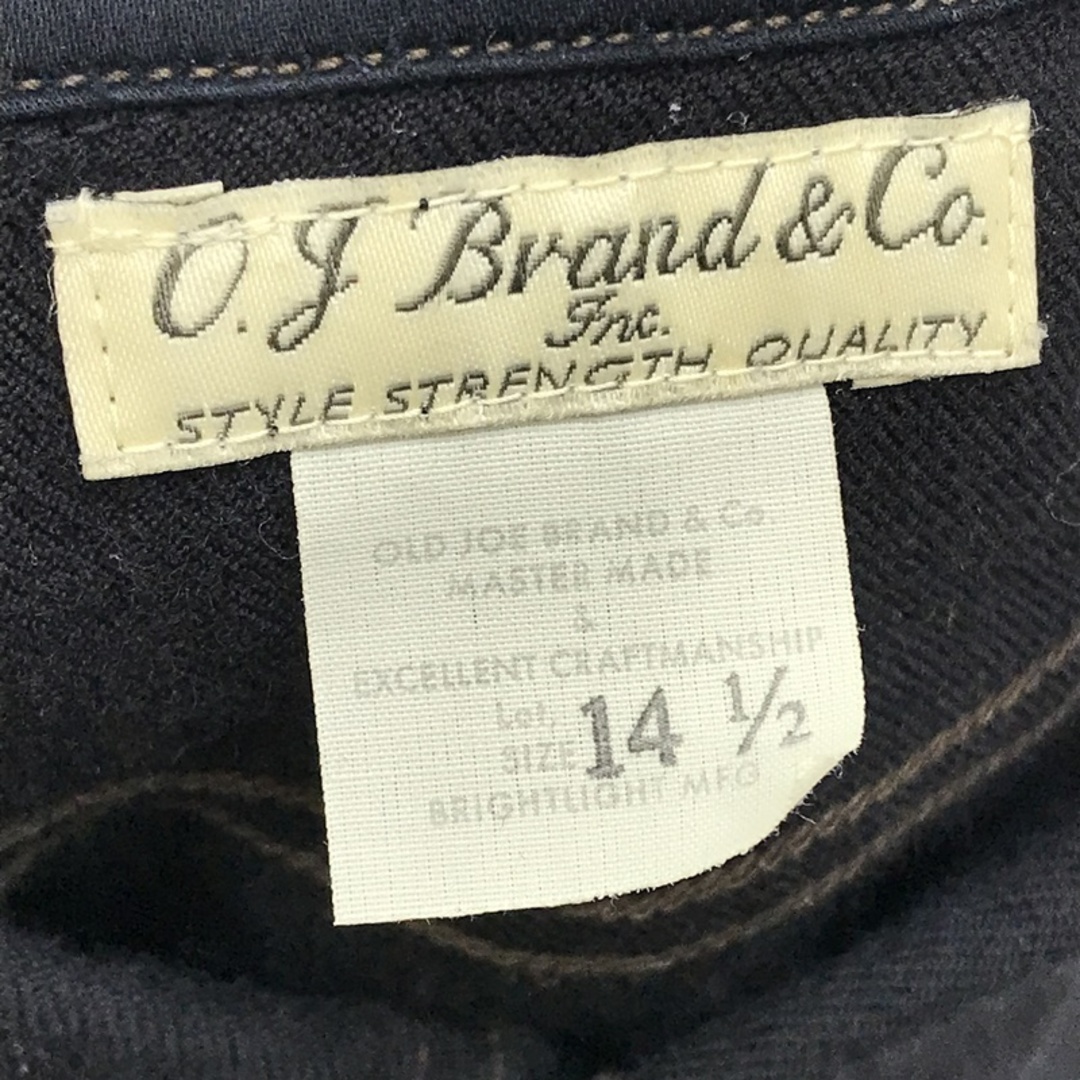 O.J Brand & Co.
Inc.
STYLE STRENGTH QUALITY
OLD JOE BRAND & Co.
MASTER MADE
&
EXCELLENT CRAFTMANSHIP
Lot,
SIZE 14 1/2
BRIGHTLIGHT MFG